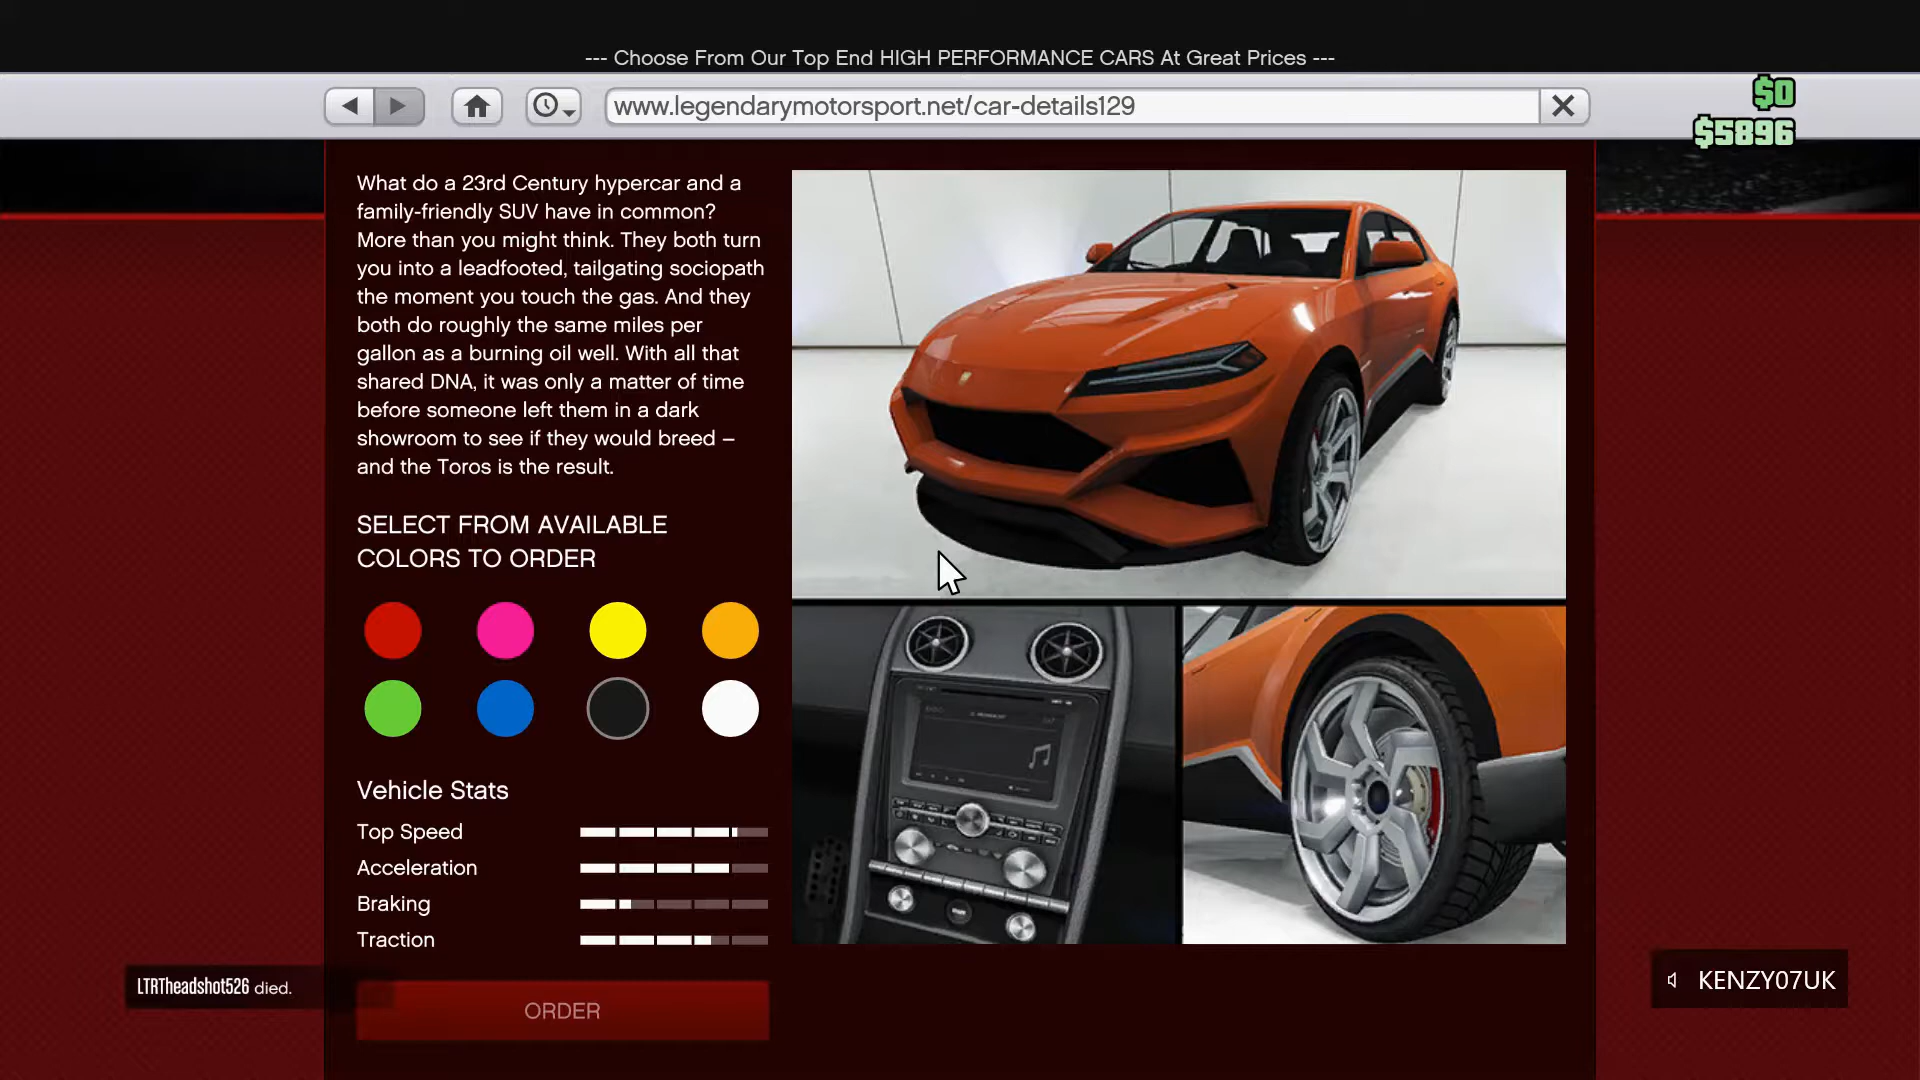 --- Choose From Our Top End HIGH PERFORMANCE CARS At Great Prices ---
www.legendarymotorsport.net/car-details129
$0
$5896
What do a 23rd Century hypercar and a
family-friendly SUV have in common?
More than you might think. They both turn
you into a leadfooted, tailgating sociopath
the moment you touch the gas. And they
both do roughly the same miles per
gallon as a burning oil well. With all that
shared DNA, it was only a matter of time
before someone left them in a dark
showroom to see if they would breed –
and the Toros is the result.
SELECT FROM AVAILABLE
COLORS TO ORDER
Vehicle Stats
Top Speed
Acceleration
Braking
Traction
LTRTheadshot526 died.
ORDER
KENZY07UK